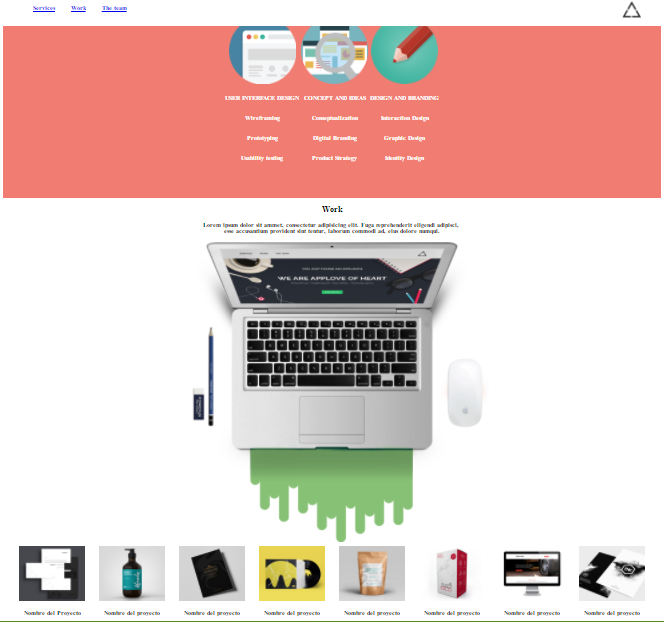 Services Work The team
USER INTERFACE DESIGN CONCEPT AND IDEAS DESIGN AND BRANDING
Wireframing Conceptualization Interaction Design
Prototyping Digital Branding Graphic Design
Usability testing Product Strategy Identity Design
Work
Lorem ipsum dolor sit ammet, consectetur adipisicing elit. Fuga reprehenderit eligendi adipisci,
esse accusantium provident sint tentur, laborum commodi ad, eius dolore numqui.
WE ARE APPLOVE OF HEART
Nombre del Proyecto Nombre del proyecto Nombre del proyecto Nombre del proyecto Nombre del proyecto Nombre del proyecto Nombre del proyecto Nombre del proyecto